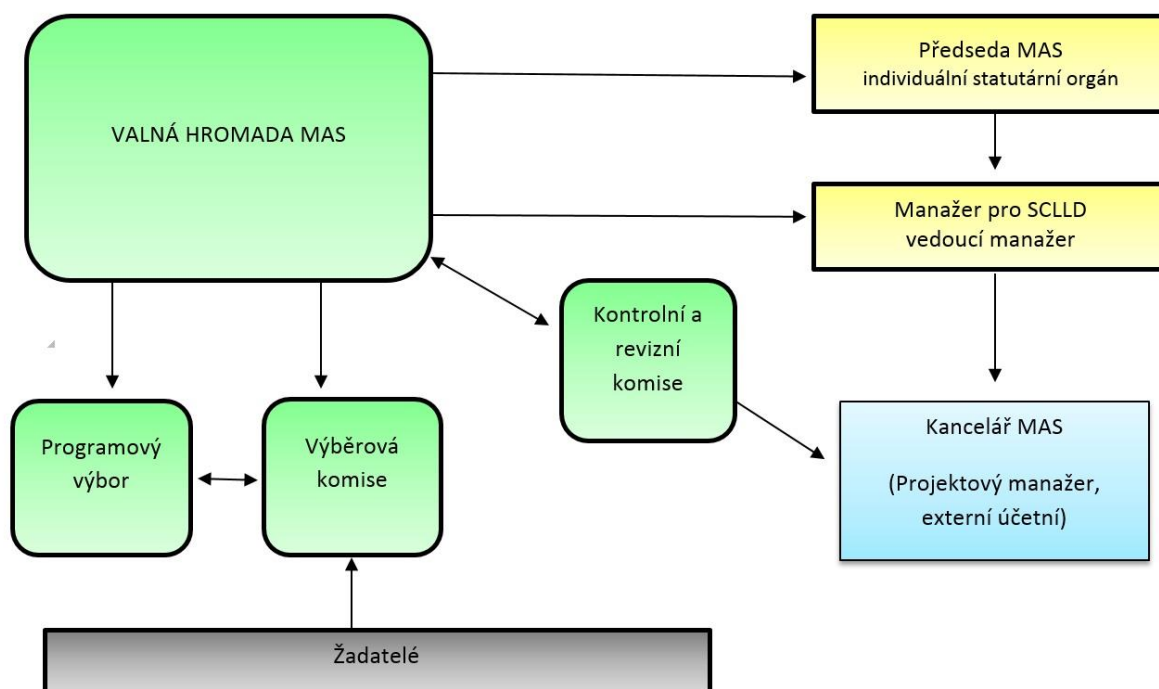 VALNÁ HROMADA MAS
Předseda MAS
individuální statutární orgán
Manažer pro SCLLD
vedoucí manažer
Kontrolní a
revizní
komise
Programový
výbor
Výběrová
komise
Kancelář MAS
(Projektový manažer,
externí účetní)
Žadatelé